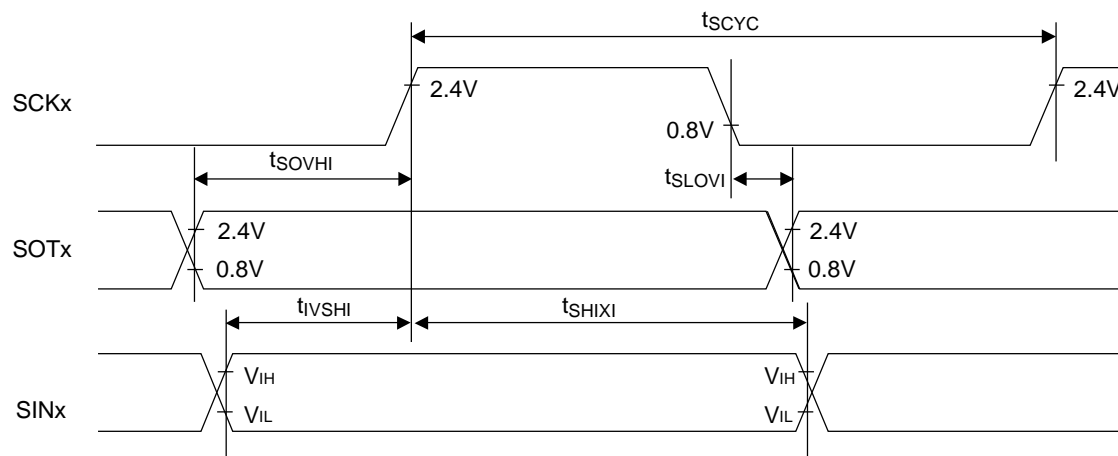 tSCYC
SCKx
2.4V
0.8V
2.4V
tSOVHI
tSLOVI
SOTx
2.4V
0.8V
2.4V
0.8V
tIVSHI
tSHIXI
SINx
VIH
VIL
VIH
VIL